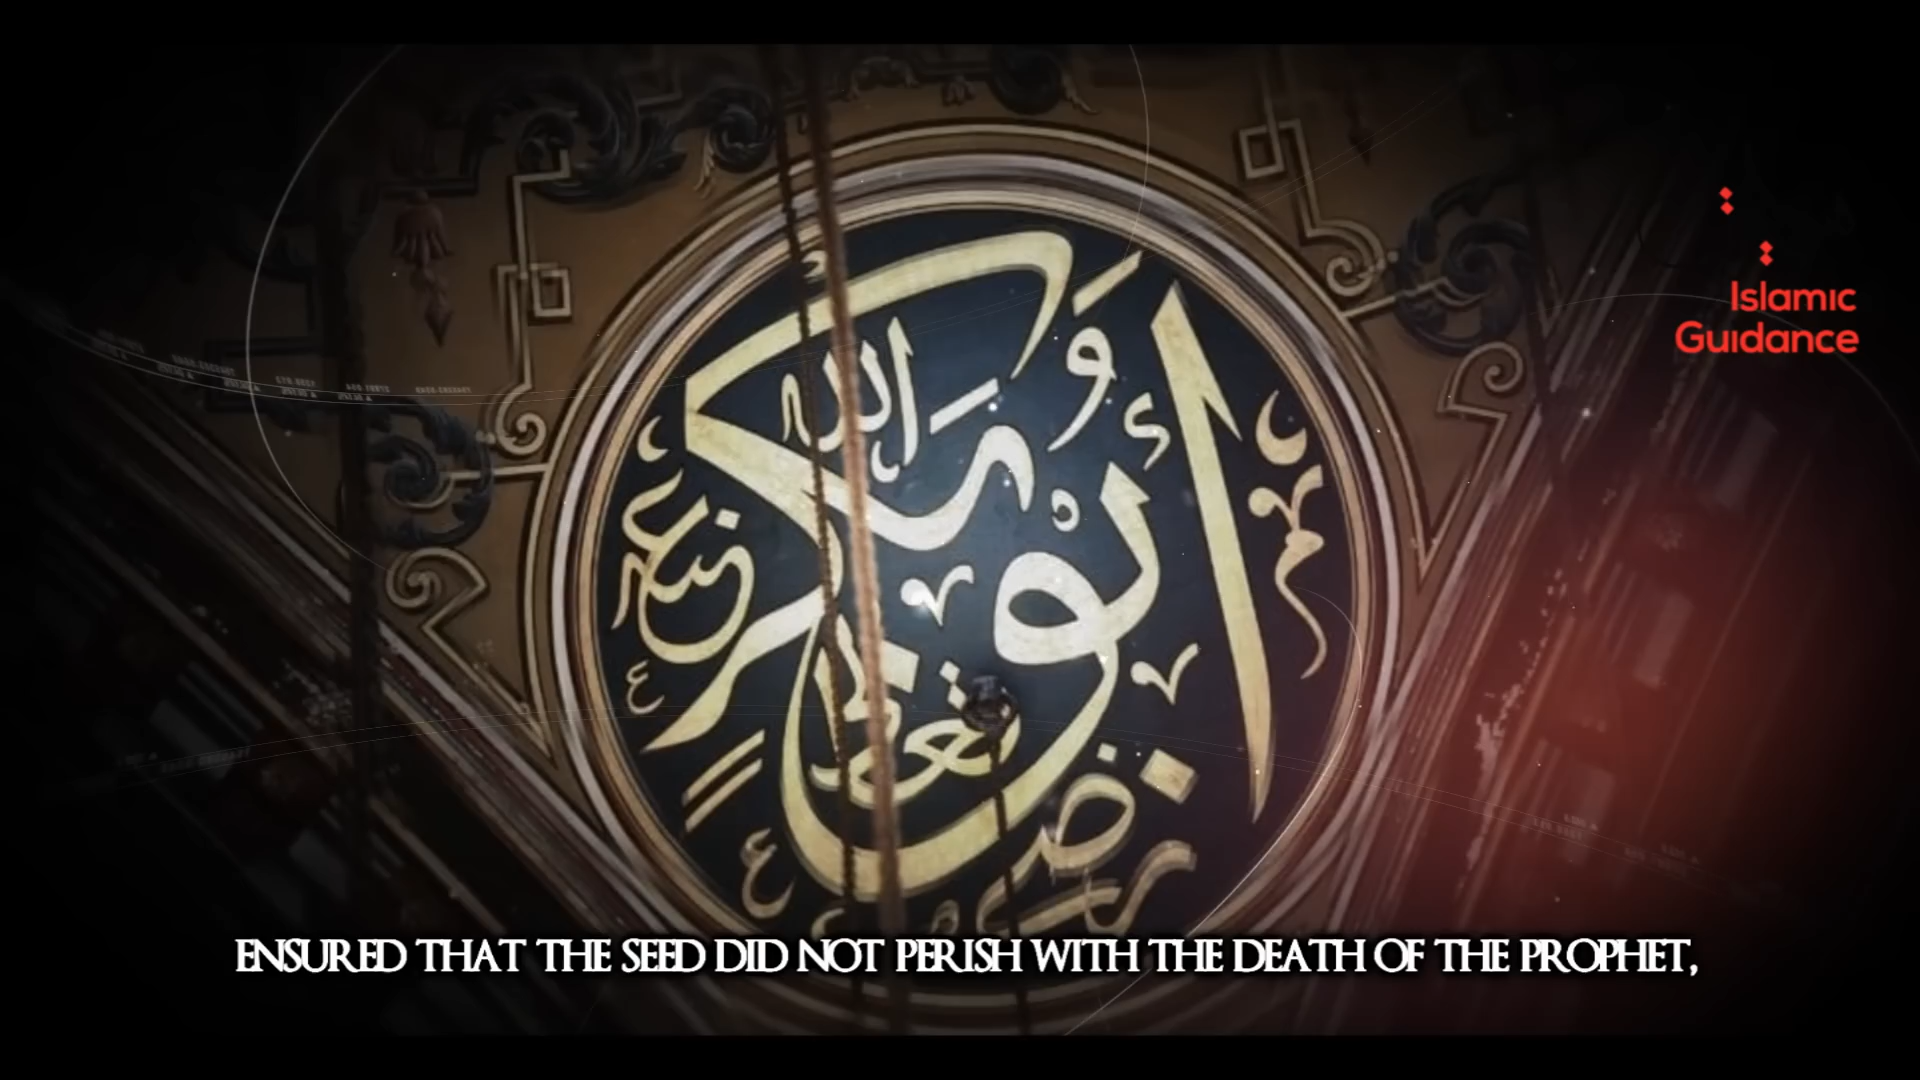 Islamic
Guidance
أبو بكر
رضي الله تعالى عنه
ENSURED THAT THE SEED DID NOT PERISH WITH THE DEATH OF THE PROPHET,